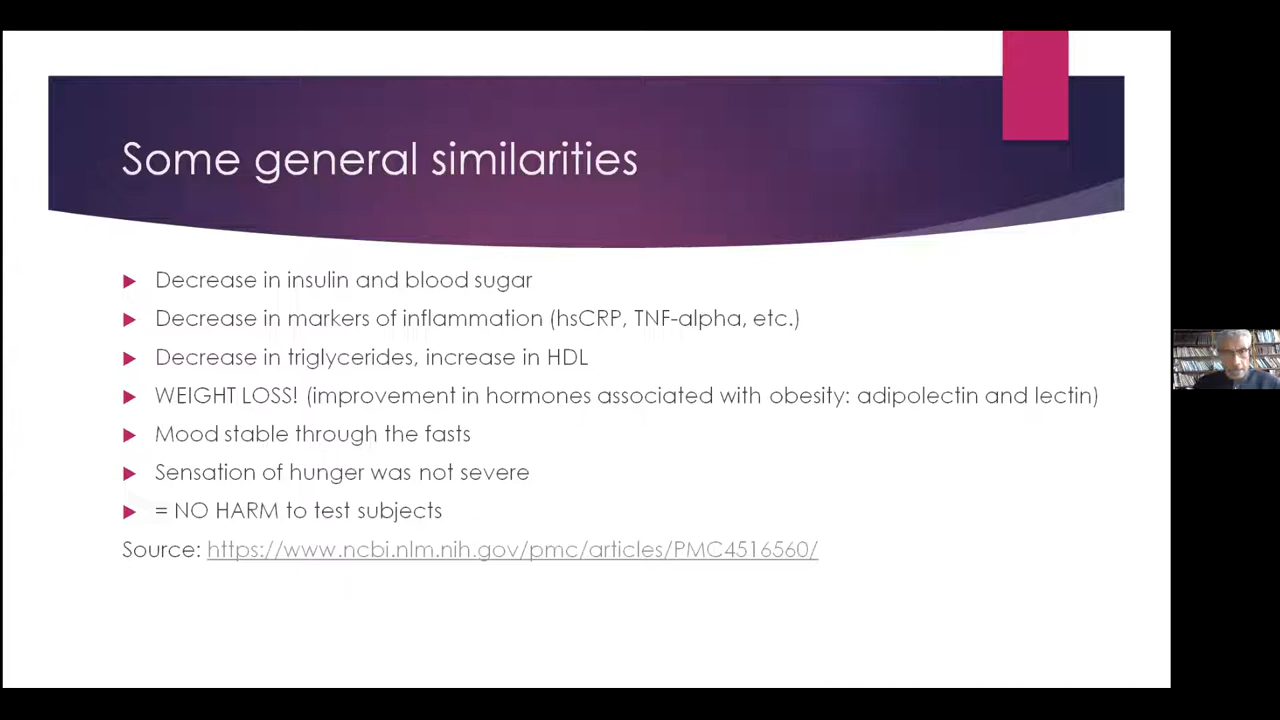 Some general similarities
Decrease in insulin and blood sugar
Decrease in markers of inflammation (hsCRP, TNF-alpha, etc.)
Decrease in triglycerides, increase in HDL
WEIGHT LOSS! (improvement in hormones associated with obesity: adipolectin and lectin)
Mood stable through the fasts
Sensation of hunger was not severe
= NO HARM to test subjects
Source: https://www.ncbi.nlm.nih.gov/pmc/articles/PMC4516560/